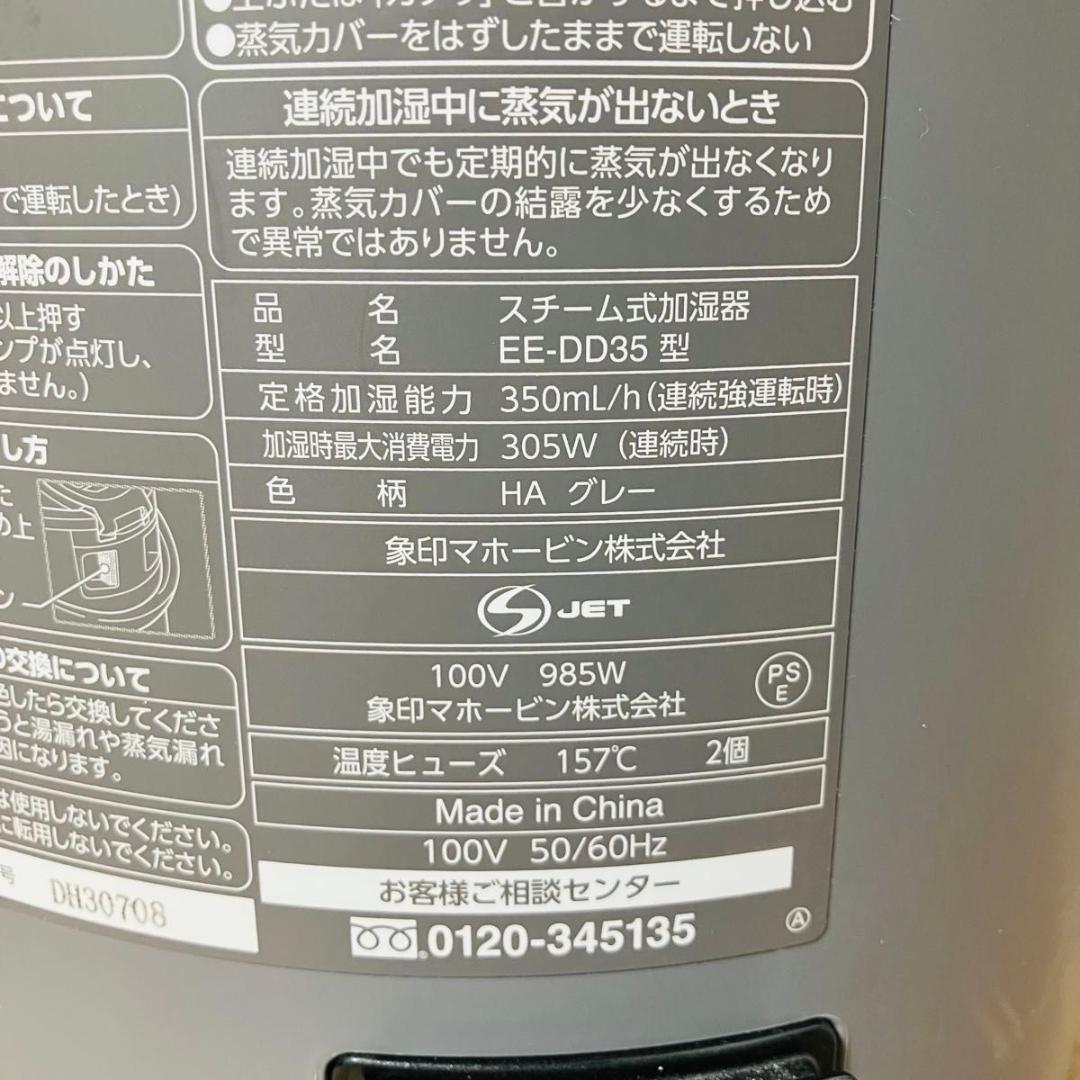 ●蒸気カバーをはずしたままで運転しない
について
で運転したとき)
解除のしかた
以上押す
ンプが点灯し、
ません。)
し方
た
め上
ン
の交換について
色したら交換してくださ
うと湯漏れや蒸気漏れ
因になります。
は使用しないでください。
に転用しないでください。
号 DH30708
連続加湿中に蒸気が出ないとき
連続加湿中でも定期的に蒸気が出なくなり
ます。蒸気カバーの結露を少なくするため
で異常ではありません。
品 名 スチーム式加湿器
型 名 EE-DD35 型
定格加湿能力 350mL/h(連続強運転時)
加湿時最大消費電力 305W (連続時)
色 柄 HA グレー
象印マホービン株式会社
JET
100V 985W
象印マホービン株式会社
PS
E
温度ヒューズ 157℃ 2個
Made in China
100V 50/60Hz
お客様ご相談センター
0120-345135
A